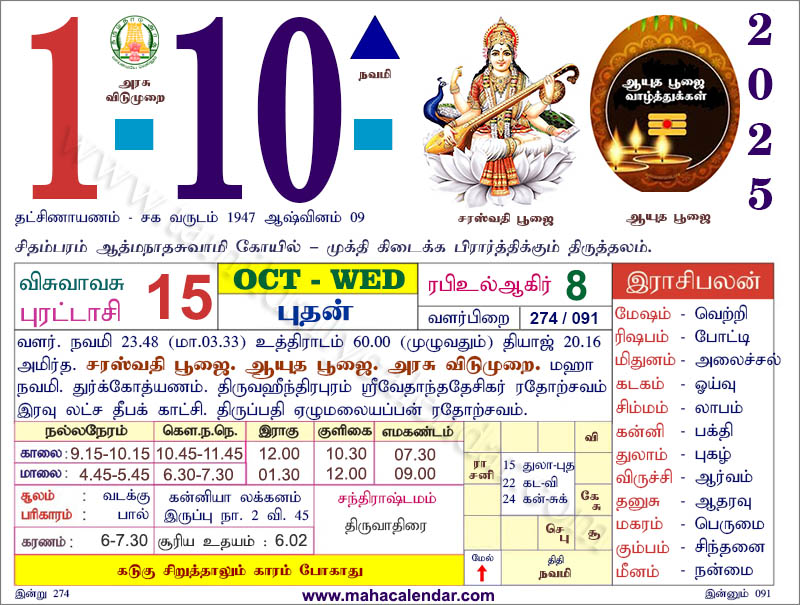 1 10 2025
அரசு
விடுமுறை
நவமி
ஆயுத பூஜை
வாழ்த்துக்கள்
தட்சிணாயணம் - சக வருடம் 1947 ஆஷ்வினம் 09
சரஸ்வதி பூஜை
ஆயுத பூஜை
சிதம்பரம் ஆத்மநாதசுவாமி கோயில் – முக்தி கிடைக்க பிரார்த்திக்கும் திருத்தலம்.
விசுவாவசு
புரட்டாசி 15
OCT - WED
புதன்
ரபிஉல்ஆகிர் 8
வளர்பிறை 274 / 091
வளர். நவமி 23.48 (மா.03.33) உத்திராடம் 60.00 (முழுவதும்) தியாஜ் 20.16
அமிர்த. சரஸ்வதி பூஜை. ஆயுத பூஜை. அரசு விடுமுறை. மஹா
நவமி. துர்க்கோத்யணம். திருவஹீந்திரபுரம் ஸ்ரீவேதாந்ததேசிகர் ரதோற்சவம்
இரவு லட்ச தீபக் காட்சி. திருப்பதி ஏழுமலையப்பன் ரதோற்சவம்.
இராசிபலன்
மேஷம் - வெற்றி
ரிஷபம் - போட்டி
மிதுனம் - அலைச்சல்
கடகம் - ஓய்வு
சிம்மம் - லாபம்
கன்னி - பக்தி
துலாம் - புகழ்
விருச்சி - ஆர்வம்
தனுசு - ஆதரவு
மகரம் - பெருமை
கும்பம் - சிந்தனை
மீனம் - நன்மை
நல்லநேரம் கௌ.ந.நெ. இராகு குளிகை எமகண்டம்
காலை: 9.15-10.15 10.45-11.45 12.00 10.30 07.30
மாலை: 4.45-5.45 6.30-7.30 01.30 12.00 09.00
சூலம் : வடக்கு
பரிகாரம் : பால்
கன்னியா லக்கனம்
இருப்பு நா. 2 வி. 45
சந்திராஷ்டமம்
திருவாதிரை
கரணம்: 6-7.30 சூரிய உதயம் : 6.02
வி
ரா
சனி
15 துலா-புத
22 கட-வி
24 கன்-சுக்
கே
சு
செ
பு
சூ
கடுகு சிறுத்தாலும் காரம் போகாது
மேல்
திதி
நவமி
இன்று 274
www.mahacalendar.com
இன்னும் 091